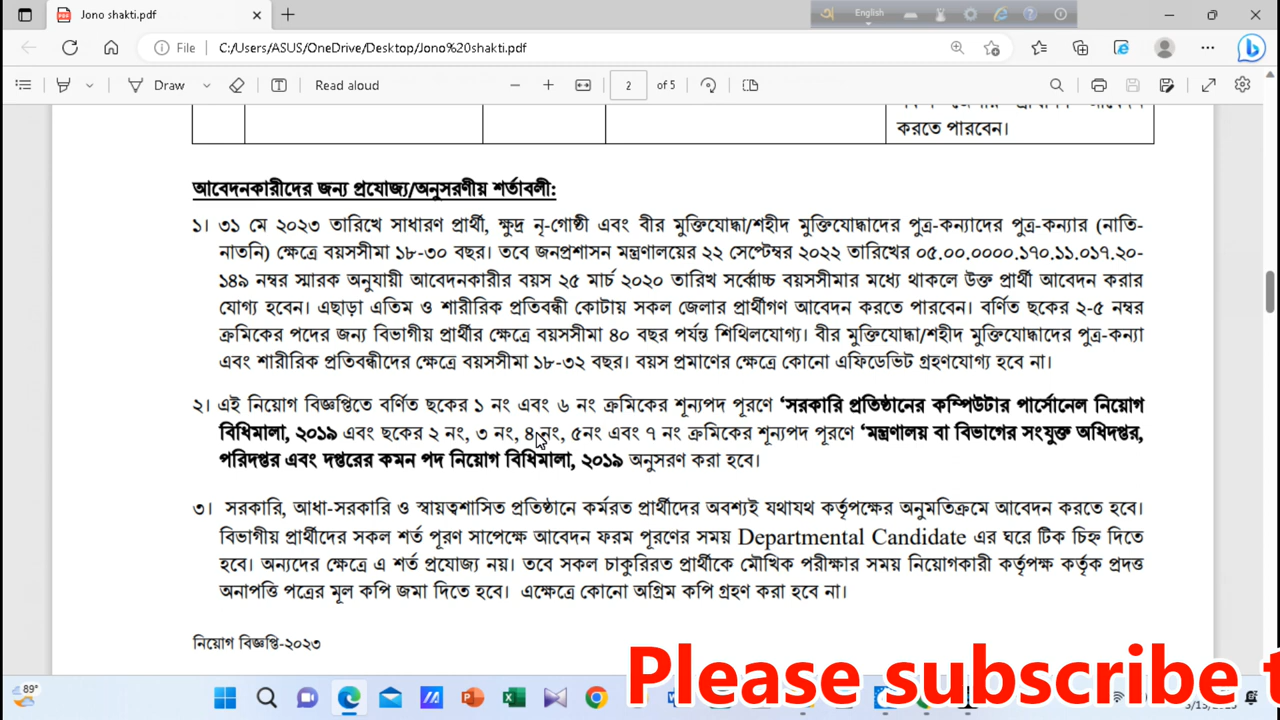 Jono shakti.pdf
English
File
C:/Users/ASUS/OneDrive/Desktop/Jono%20shakti.pdf
Draw
Read aloud
2
of 5
করতে পারবেন।
আবেদনকারীদের জন্য প্রযোজ্য/অনুসরণীয় শর্তাবলী:
১। ৩১ মে ২০২৩ তারিখে সাধারণ প্রার্থী, ক্ষুদ্র নৃ-গোষ্ঠী এবং বীর মুক্তিযোদ্ধা/শহীদ মুক্তিযোদ্ধাদের পুত্র-কন্যাদের পুত্র-কন্যার (নাতি-
নাতনি) ক্ষেত্রে বয়সসীমা ১৮-৩০ বছর। তবে জনপ্রশাসন মন্ত্রণালয়ের ২২ সেপ্টেম্বর ২০২২ তারিখের ০৫.০০.০০০০.১৭০.১১.০১৭.২০-
১৪৯ নম্বর স্মারক অনুযায়ী আবেদনকারীর বয়স ২৫ মার্চ ২০২০ তারিখ সর্বোচ্চ বয়সসীমার মধ্যে থাকলে উক্ত প্রার্থী আবেদন করার
যোগ্য হবেন। এছাড়া এতিম ও শারীরিক প্রতিবন্ধী কোটায় সকল জেলার প্রার্থীগণ আবেদন করতে পারবেন। বর্ণিত ছকের ২-৫ নম্বর
ক্রমিকের পদের জন্য বিভাগীয় প্রার্থীর ক্ষেত্রে বয়সসীমা ৪০ বছর পর্যন্ত শিথিলযোগ্য। বীর মুক্তিযোদ্ধা/শহীদ মুক্তিযোদ্ধাদের পুত্র-কন্যা
এবং শারীরিক প্রতিবন্ধীদের ক্ষেত্রে বয়সসীমা ১৮-৩২ বছর। বয়স প্রমাণের ক্ষেত্রে কোনো এফিডেভিট গ্রহণযোগ্য হবে না।
২। এই নিয়োগ বিজ্ঞপ্তিতে বর্ণিত ছকের ১ নং এবং ৬ নং ক্রমিকের শূন্যপদ পূরণে ‘সরকারি প্রতিষ্ঠানের কম্পিউটার পার্সোনেল নিয়োগ
বিধিমালা, ২০১৯ এবং ছকের ২ নং, ৩ নং, ৪ নং, ৫নং এবং ৭ নং ক্রমিকের শূন্যপদ পূরণে ‘মন্ত্রণালয় বা বিভাগের সংযুক্ত অধিদপ্তর,
পরিদপ্তর এবং দপ্তরের কমন পদ নিয়োগ বিধিমালা, ২০১৯ অনুসরণ করা হবে।
৩। সরকারি, আধা-সরকারি ও স্বায়ত্বশাসিত প্রতিষ্ঠানে কর্মরত প্রার্থীদের অবশ্যই যথাযথ কর্তৃপক্ষের অনুমতিক্রমে আবেদন করতে হবে।
বিভাগীয় প্রার্থীদের সকল শর্ত পূরণ সাপেক্ষে আবেদন ফরম পূরণের সময় Departmental Candidate এর ঘরে টিক চিহ্ন দিতে
হবে। অন্যদের ক্ষেত্রে এ শর্ত প্রযোজ্য নয়। তবে সকল চাকুরিরত প্রার্থীকে মৌখিক পরীক্ষার সময় নিয়োগকারী কর্তৃপক্ষ কর্তৃক প্রদত্ত
অনাপত্তি পত্রের মূল কপি জমা দিতে হবে। এক্ষেত্রে কোনো অগ্রিম কপি গ্রহণ করা হবে না।
নিয়োগ বিজ্ঞপ্তি-২০২৩
Please subscribe t
89°